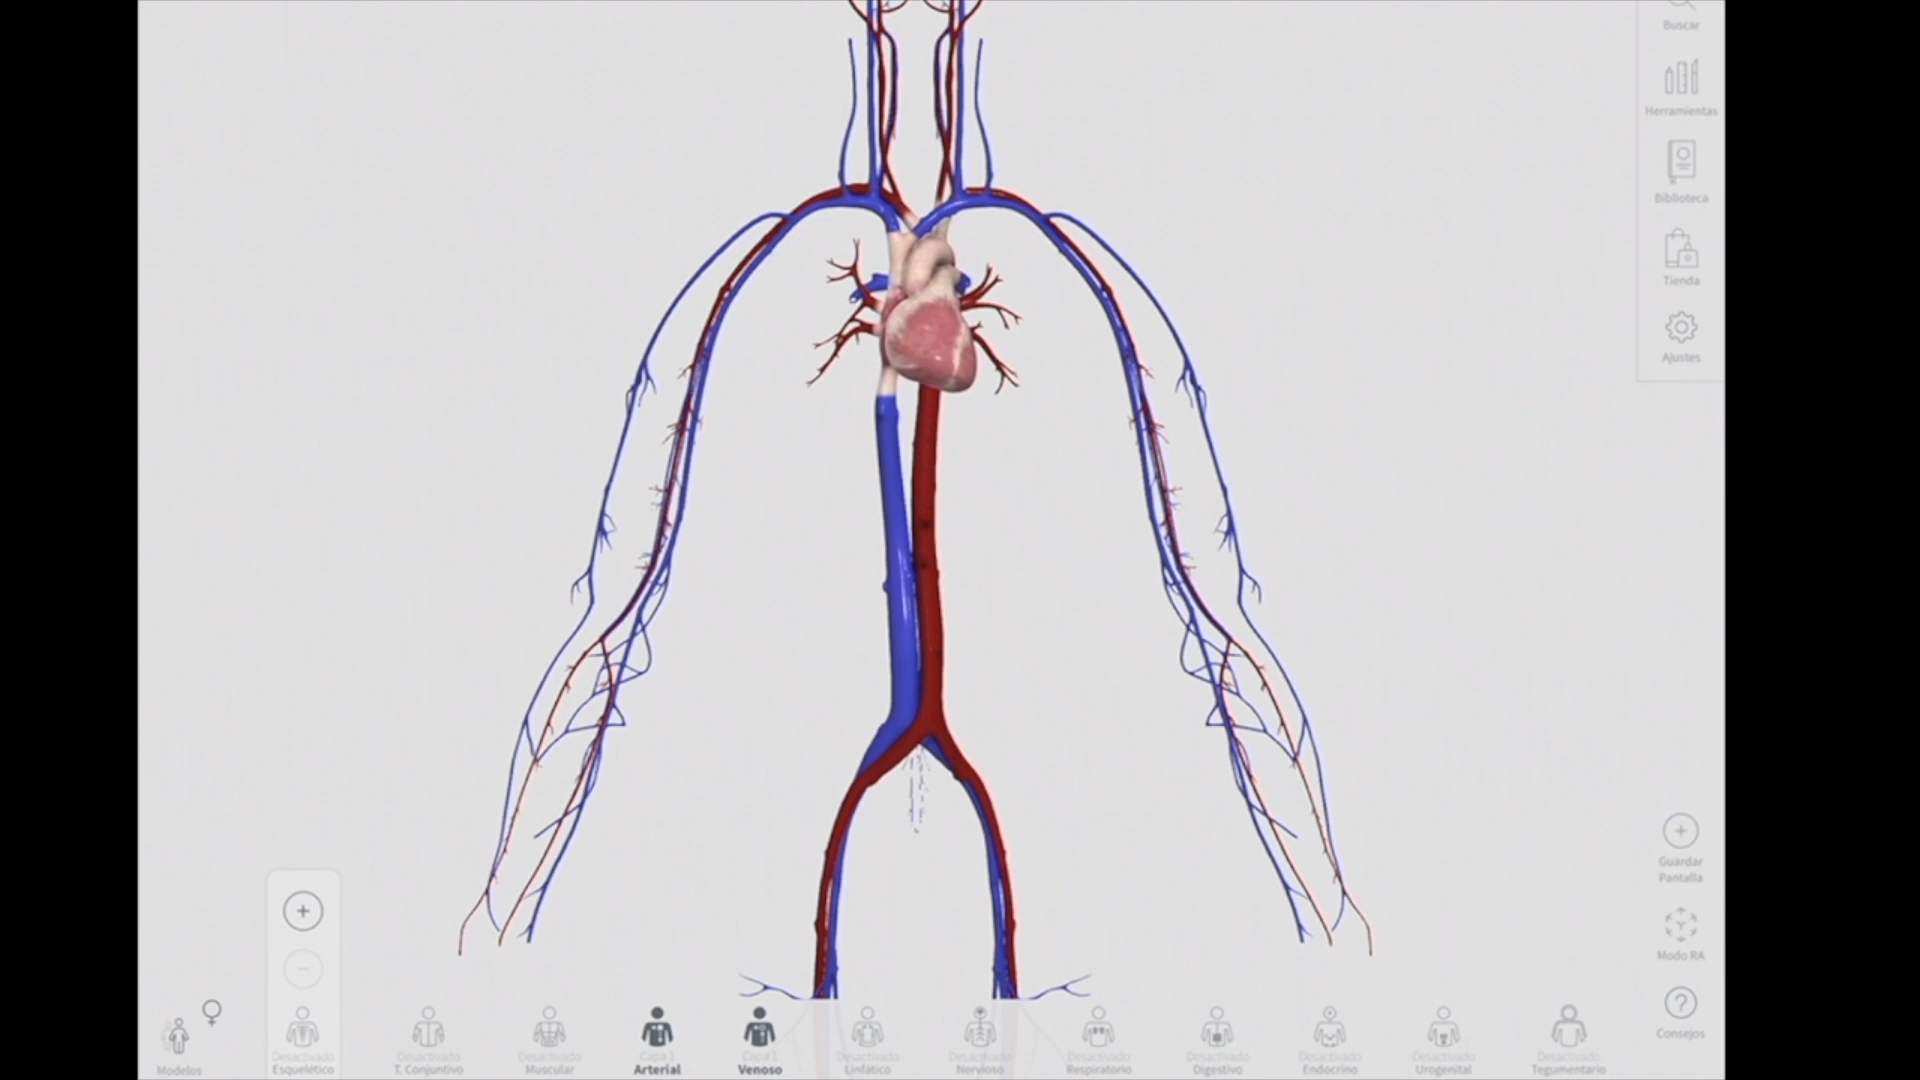 Buscar
Herramientas
Biblioteca
Tienda
Ajustes
Guardar
Pantalla
Modo RA
Consejos
Modelos
Desactivado
Esquelético
Desactivado
T. Conjuntivo
Desactivado
Muscular
Capa 1
Arterial
Capa 1
Venoso
Desactivado
Linfático
Desactivado
Nervioso
Desactivado
Respiratorio
Desactivado
Digestivo
Desactivado
Endocrino
Desactivado
Urogenital
Desactivado
Tegumentario